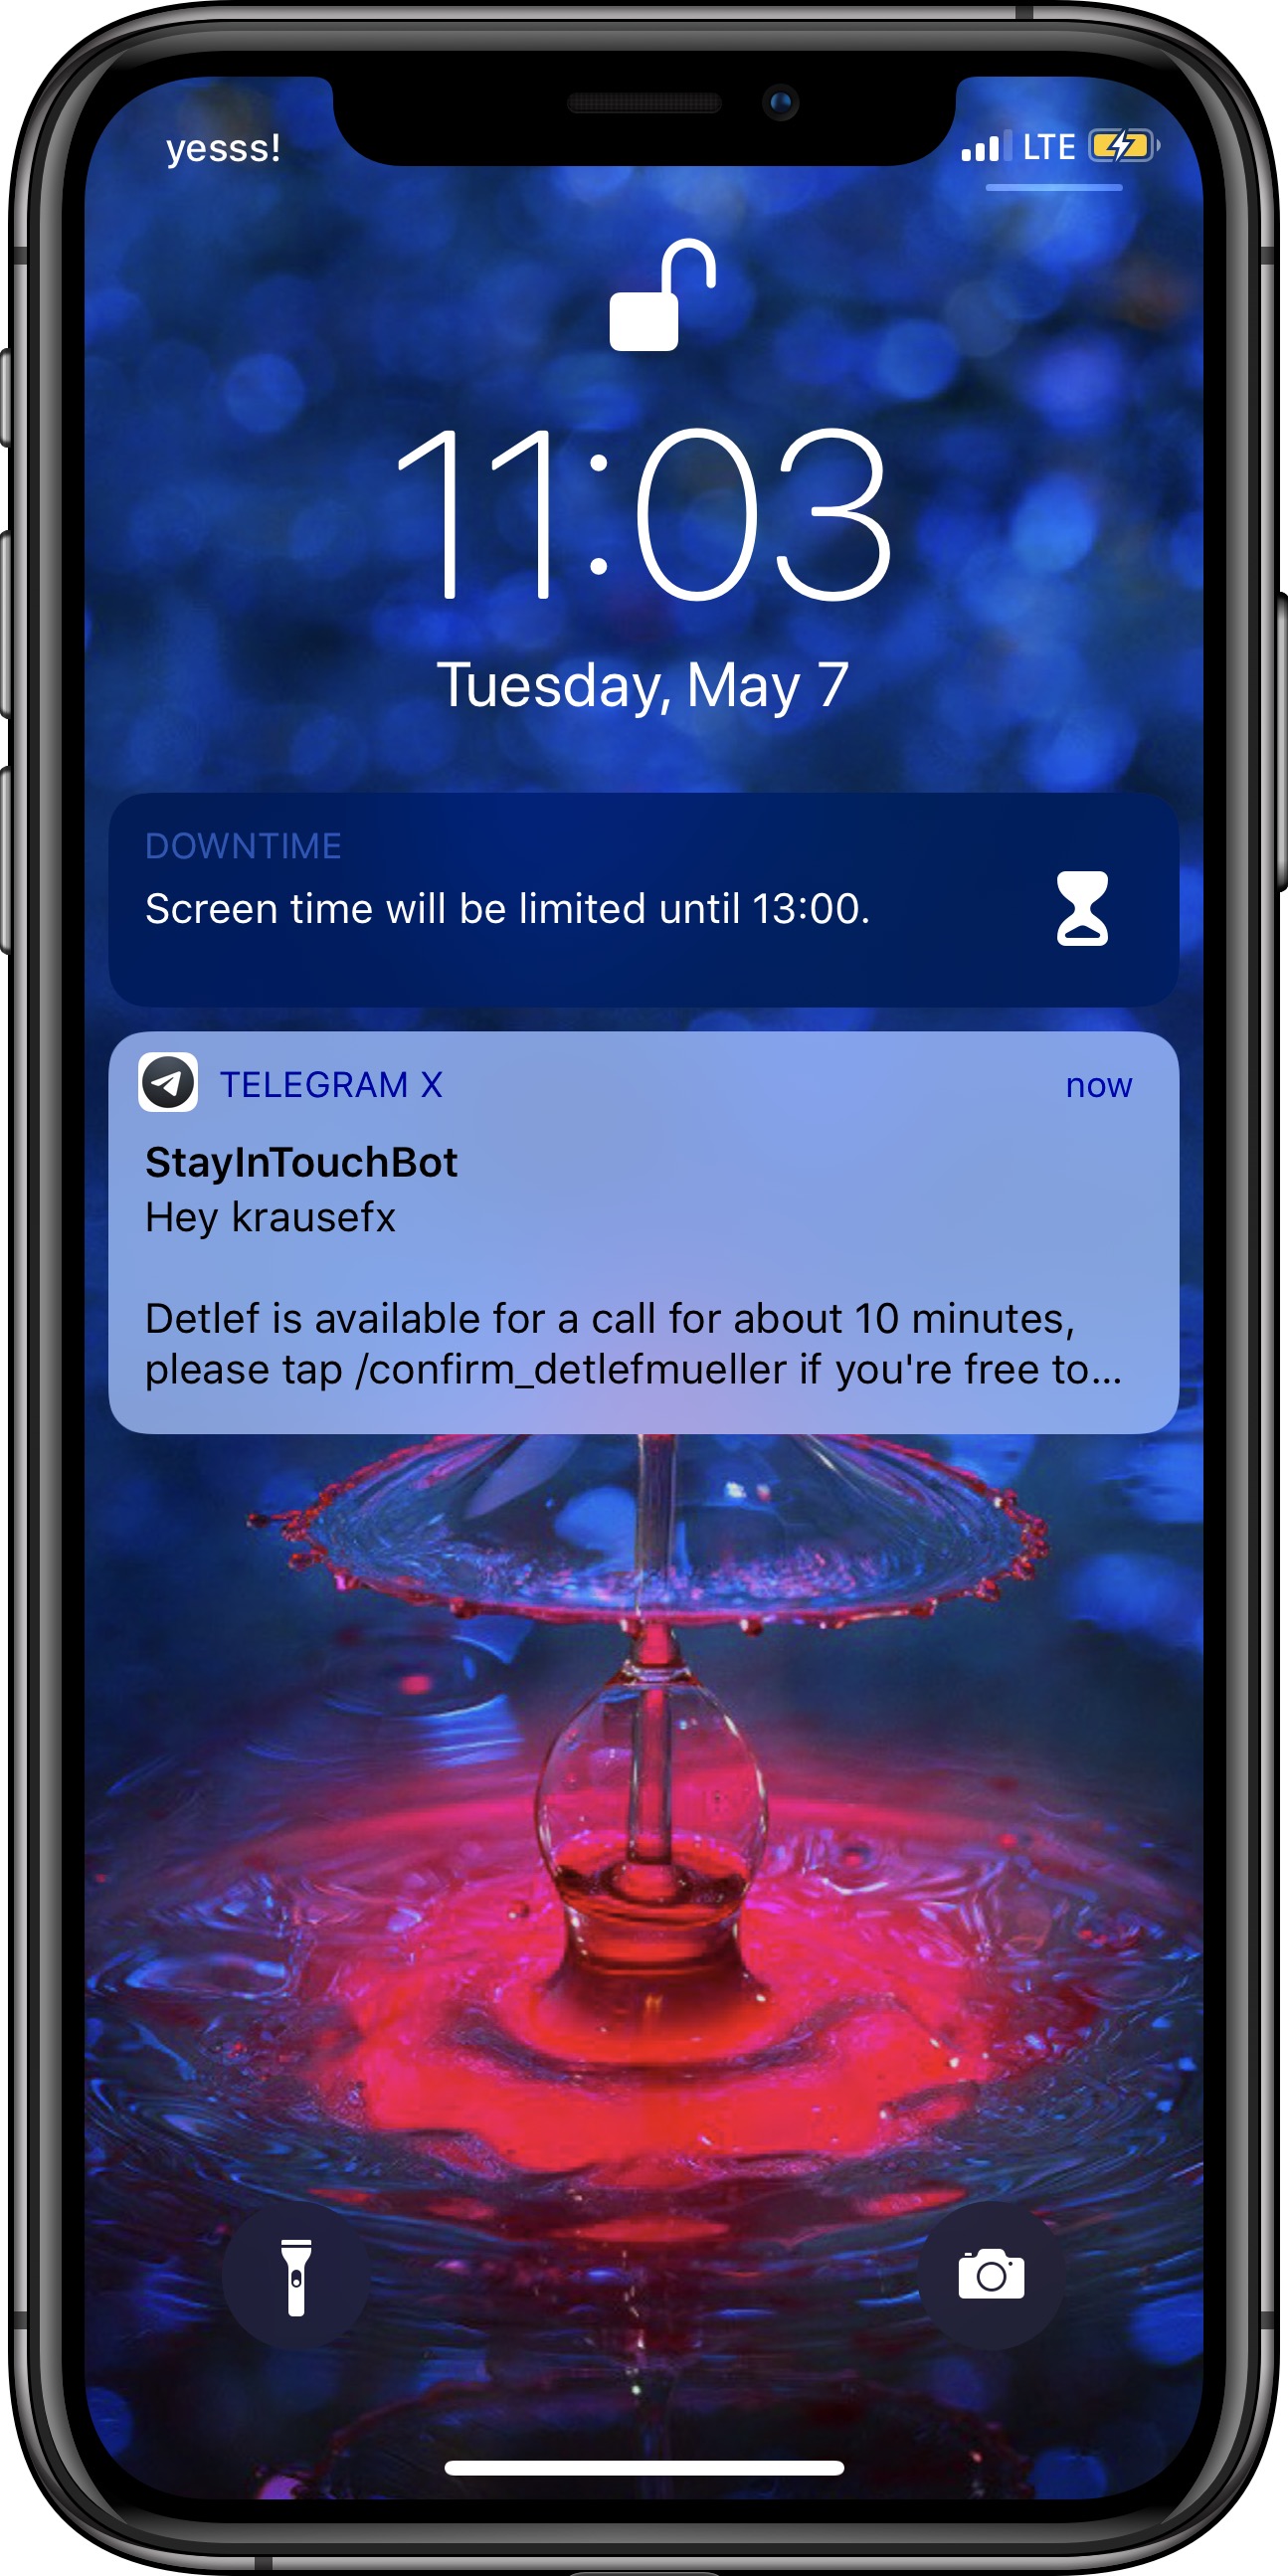 yesss!
LTE
11:03
Tuesday, May 7
DOWNTIME
Screen time will be limited until 13:00.
TELEGRAM X
now
StayInTouchBot
Hey krausefx
Detlef is available for a call for about 10 minutes,
please tap /confirm_detlefmueller if you're free to...